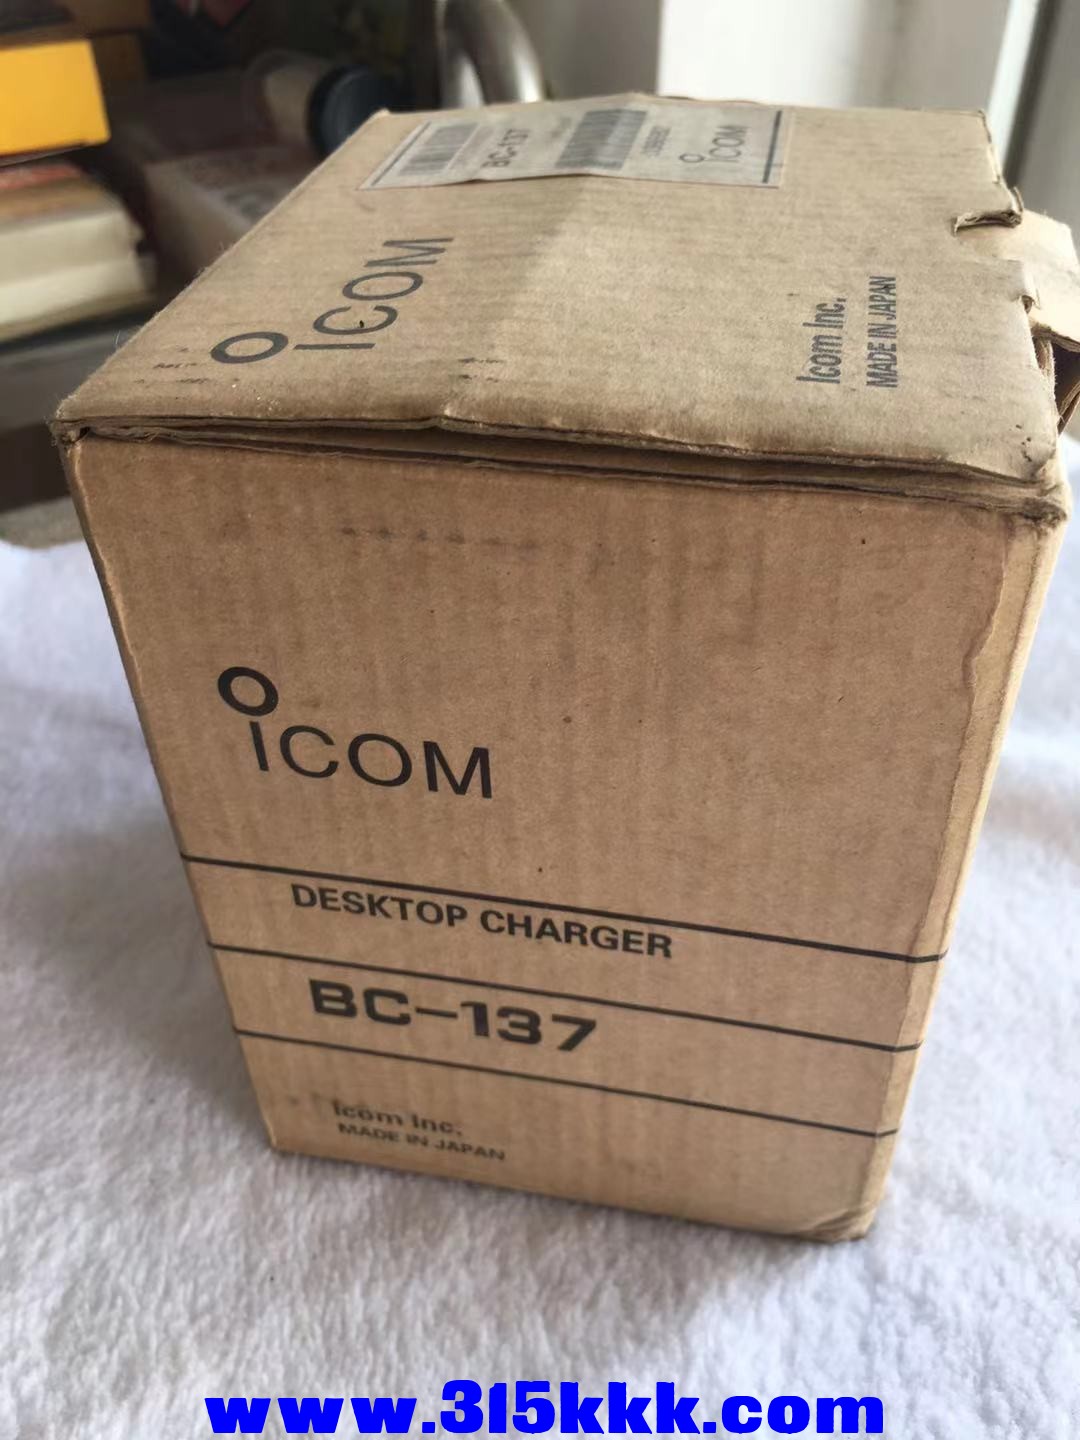 BC-137
ICOM
ICOM
Icom Inc.
MADE IN JAPAN
ICOM
DESKTOP CHARGER
BC-137
Icom Inc.
MADE IN JAPAN
www.315kkk.com